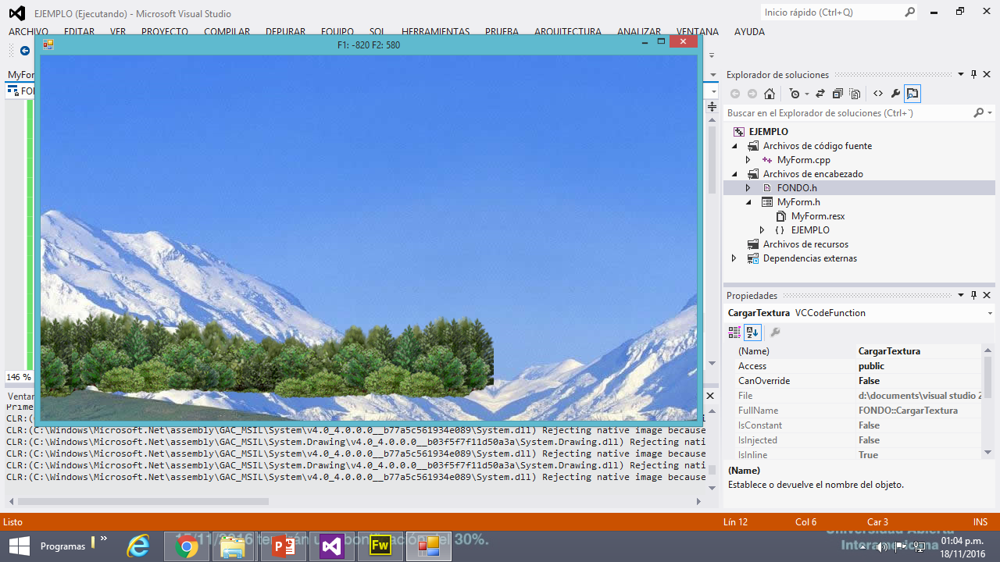 EJEMPLO (Ejecutando) - Microsoft Visual Studio
Inicio rápido (Ctrl+Q)
ARCHIVO EDITAR VER PROYECTO COMPILAR DEPURAR EQUIPO SQL HERRAMIENTAS PRUEBA ARQUITECTURA ANALIZAR VENTANA AYUDA
F1: -820 F2: 580
MyFor
FON
Explorador de soluciones
Buscar en el Explorador de soluciones (Ctrl+`)
EJEMPLO
Archivos de código fuente
MyForm.cpp
Archivos de encabezado
FONDO.h
MyForm.h
MyForm.resx
EJEMPLO
Archivos de recursos
Dependencias externas
Propiedades
CargarTextura VCCodeFunction
(Name) CargarTextura
Access public
CanOverride False
File d:\documents\visual studio 2
FullName FONDO::CargarTextura
IsConstant False
IsInjected False
IsInline True
(Name)
Establece o devuelve el nombre del objeto.
146 %
Ventar
Prime
CLR:(C:\Windows\Microsoft.Net\assembly\GAC_MSIL\System\v4.0_4.0.0.0__b77a5c561934e089\System.dll) Rejecting native image because
CLR:(C:\Windows\Microsoft.Net\assembly\GAC_MSIL\System.Drawing\v4.0_4.0.0.0__b03f5f7f11d50a3a\System.Drawing.dll) Rejecting nati
CLR:(C:\Windows\Microsoft.Net\assembly\GAC_MSIL\System\v4.0_4.0.0.0__b77a5c561934e089\System.dll) Rejecting native image because
CLR:(C:\Windows\Microsoft.Net\assembly\GAC_MSIL\System.Drawing\v4.0_4.0.0.0__b03f5f7f11d50a3a\System.Drawing.dll) Rejecting nati
CLR:(C:\Windows\Microsoft.Net\assembly\GAC_MSIL\System\v4.0_4.0.0.0__b77a5c561934e089\System.dll) Rejecting native image because
Listo
Lín 12 Col 6 Car 3 INS
Programas
15/11/2016 bonificación del 30%.
Universidad Abierta
Interamericana
Fw
01:04 p.m.
18/11/2016